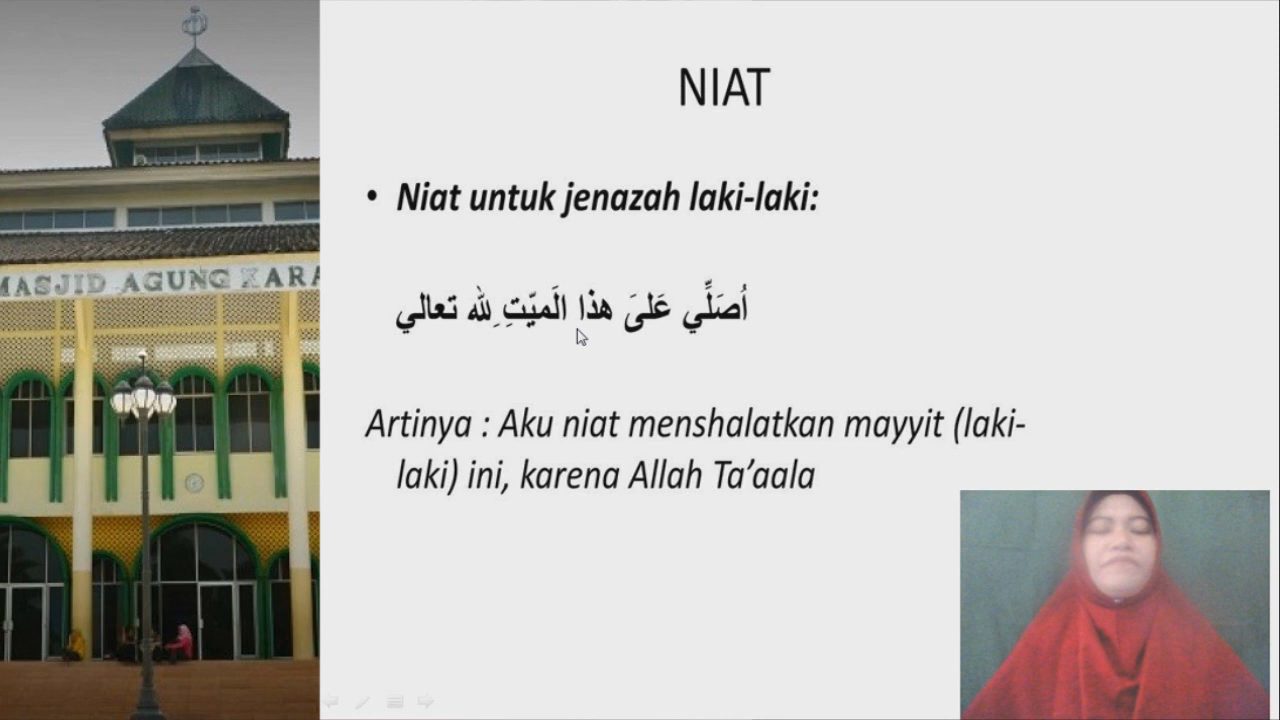 MASJID AGUNG KARA
NIAT
• Niat untuk jenazah laki-laki:
اُصَلِّي عَلىَ هذا الَميّتِ ِلله تعالي
Artinya : Aku niat menshalatkan mayyit (laki-
laki) ini, karena Allah Ta’aala